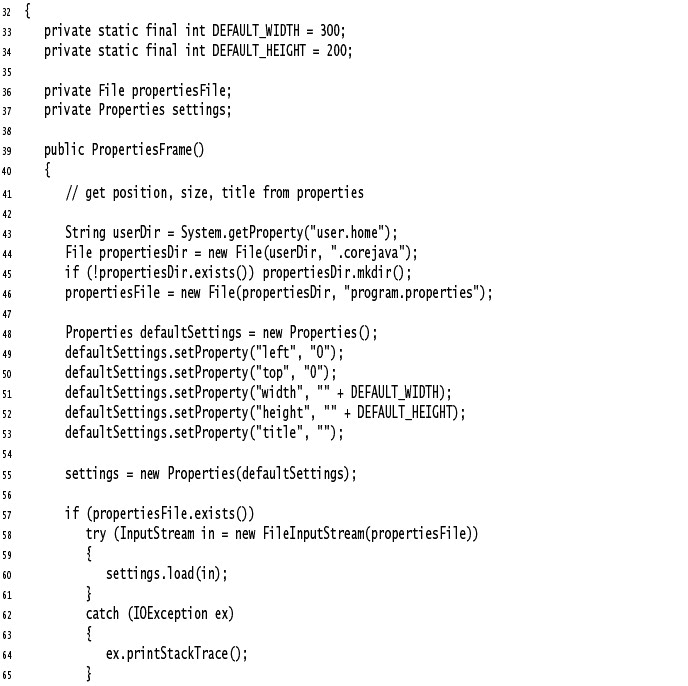 32 {
33    private static final int DEFAULT_WIDTH = 300;
34    private static final int DEFAULT_HEIGHT = 200;
35
36    private File propertiesFile;
37    private Properties settings;
38
39    public PropertiesFrame()
40    {
41       // get position, size, title from properties
42
43       String userDir = System.getProperty("user.home");
44       File propertiesDir = new File(userDir, ".corejava");
45       if (!propertiesDir.exists()) propertiesDir.mkdir();
46       propertiesFile = new File(propertiesDir, "program.properties");
47
48       Properties defaultSettings = new Properties();
49       defaultSettings.setProperty("left", "0");
50       defaultSettings.setProperty("top", "0");
51       defaultSettings.setProperty("width", "" + DEFAULT_WIDTH);
52       defaultSettings.setProperty("height", "" + DEFAULT_HEIGHT);
53       defaultSettings.setProperty("title", "");
54
55       settings = new Properties(defaultSettings);
56
57       if (propertiesFile.exists())
58          try (InputStream in = new FileInputStream(propertiesFile))
59          {
60             settings.load(in);
61          }
62          catch (IOException ex)
63          {
64             ex.printStackTrace();
65          }